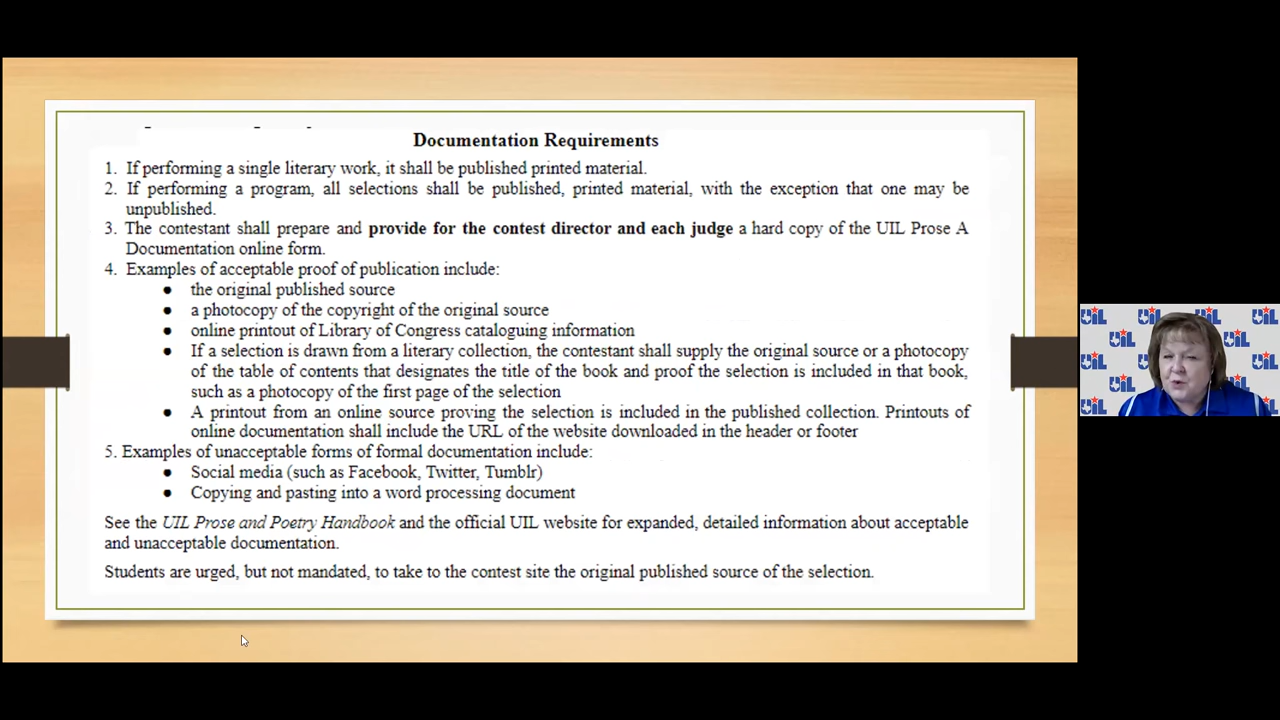 Documentation Requirements
1. If performing a single literary work, it shall be published printed material.
2. If performing a program, all selections shall be published, printed material, with the exception that one may be
unpublished.
3. The contestant shall prepare and provide for the contest director and each judge a hard copy of the UIL Prose A
Documentation online form.
4. Examples of acceptable proof of publication include:
● the original published source
● a photocopy of the copyright of the original source
● online printout of Library of Congress cataloguing information
● If a selection is drawn from a literary collection, the contestant shall supply the original source or a photocopy
of the table of contents that designates the title of the book and proof the selection is included in that book,
such as a photocopy of the first page of the selection
● A printout from an online source proving the selection is included in the published collection. Printouts of
online documentation shall include the URL of the website downloaded in the header or footer
5. Examples of unacceptable forms of formal documentation include:
● Social media (such as Facebook, Twitter, Tumblr)
● Copying and pasting into a word processing document
See the UIL Prose and Poetry Handbook and the official UIL website for expanded, detailed information about acceptable
and unacceptable documentation.
Students are urged, but not mandated, to take to the contest site the original published source of the selection.
UIL UIL UIL UIL
UIL UIL
UIL UIL
UIL
UIL UIL